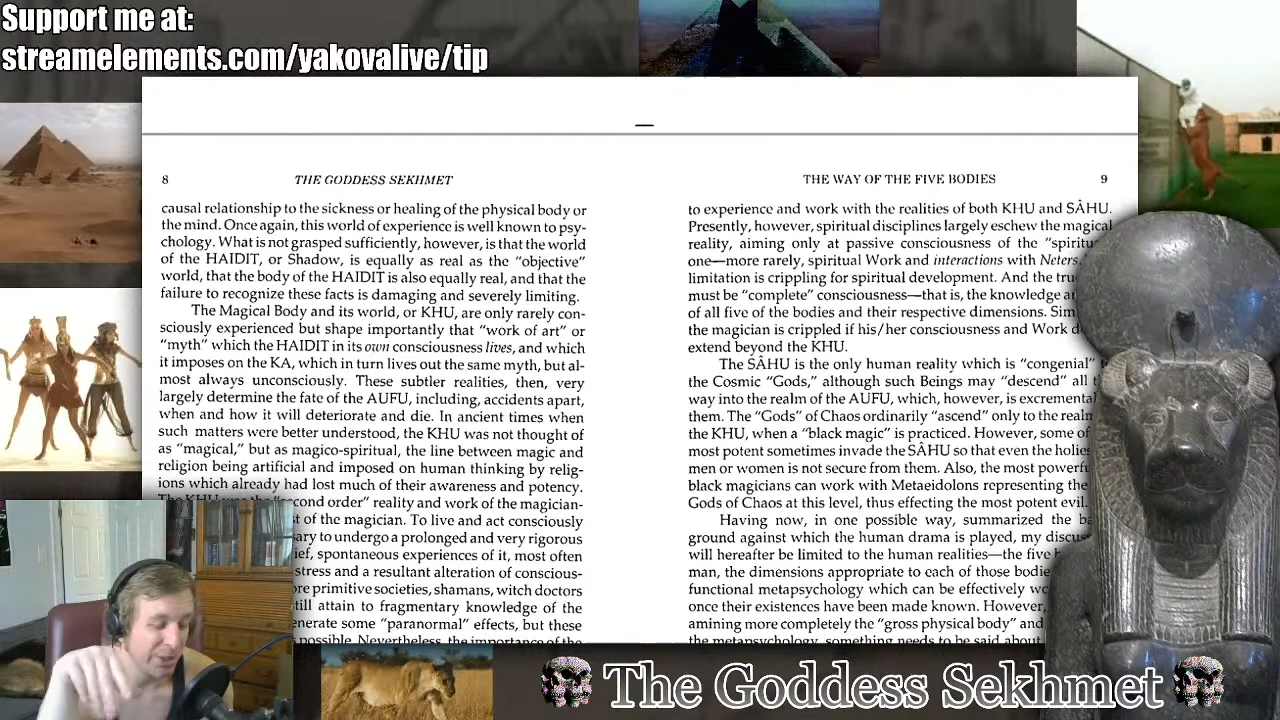 Support me at:
streamelements.com/yakovalive/tip
8
THE GODDESS SEKHMET
causal relationship to the sickness or healing of the physical body or
the mind. Once again, this world of experience is well known to psy-
chology. What is not grasped sufficiently, however, is that the world
of the HAIDIT, or Shadow, is equally as real as the "objective"
world, that the body of the HAIDIT is also equally real, and that the
failure to recognize these facts is damaging and severely limiting.
The Magical Body and its world, or KHU, are only rarely con-
sciously experienced but shape importantly that "work of art" or
"myth" which the HAIDIT in its own consciousness lives, and which
it imposes on the KA, which in turn lives out the same myth, but al-
most always unconsciously. These subtler realities, then, very
largely determine the fate of the AUFU, including, accidents apart,
when and how it will deteriorate and die. In ancient times when
such matters were better understood, the KHU was not thought of
as "magical," but as magico-spiritual, the line between magic and
religion being artificial and imposed on human thinking by relig-
ions which already had lost much of their awareness and potency.
The KHU was the "second order" reality and work of the magician-
st of the magician. To live and act consciously
sary to undergo a prolonged and very rigorous
ief, spontaneous experiences of it, most often
stress and a resultant alteration of conscious-
ore primitive societies, shamans, witch doctors
still attain to fragmentary knowledge of the
enerate some "paranormal" effects, but these
possible. Nevertheless, the importance of the
THE WAY OF THE FIVE BODIES
9
to experience and work with the realities of both KHU and SÂHU.
Presently, however, spiritual disciplines largely eschew the magical
reality, aiming only at passive consciousness of the "spiritu
one—more rarely, spiritual Work and interactions with Neters.
limitation is crippling for spiritual development. And the tru
must be "complete" consciousness—that is, the knowledge a
of all five of the bodies and their respective dimensions. Sim
the magician is crippled if his/her consciousness and Work d
extend beyond the KHU.
The SÂHU is the only human reality which is "congenial"
the Cosmic "Gods," although such Beings may "descend" all
way into the realm of the AUFU, which, however, is excremental
them. The "Gods" of Chaos ordinarily "ascend" only to the realm
the KHU, when a "black magic" is practiced. However, some of
most potent sometimes invade the SÂHU so that even the holies
men or women is not secure from them. Also, the most powerfu
black magicians can work with Metaeidolons representing the
Gods of Chaos at this level, thus effecting the most potent evil.
Having now, in one possible way, summarized the ba
ground against which the human drama is played, my discus
will hereafter be limited to the human realities—the five b
man, the dimensions appropriate to each of those bodie
functional metapsychology which can be effectively wo
once their existences have been made known. However,
amining more completely the "gross physical body" and
the metapsychology, something needs to be said about
The Goddess Sekhmet